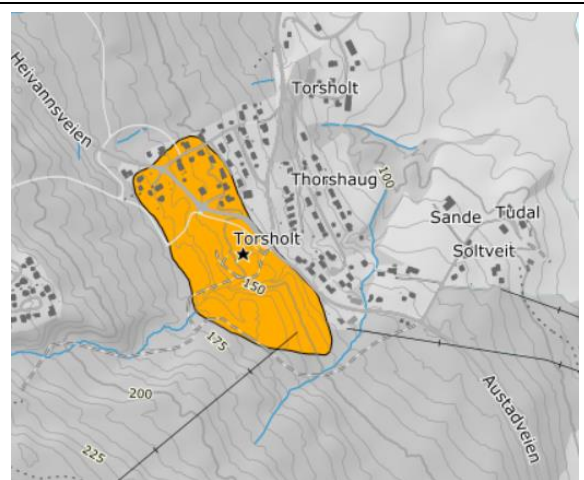 Heivannsveien
Torsholt
Thorshaug
100
Sande
Tudal
Soltveit
Torsholt
150
175
200
225
Austadveien